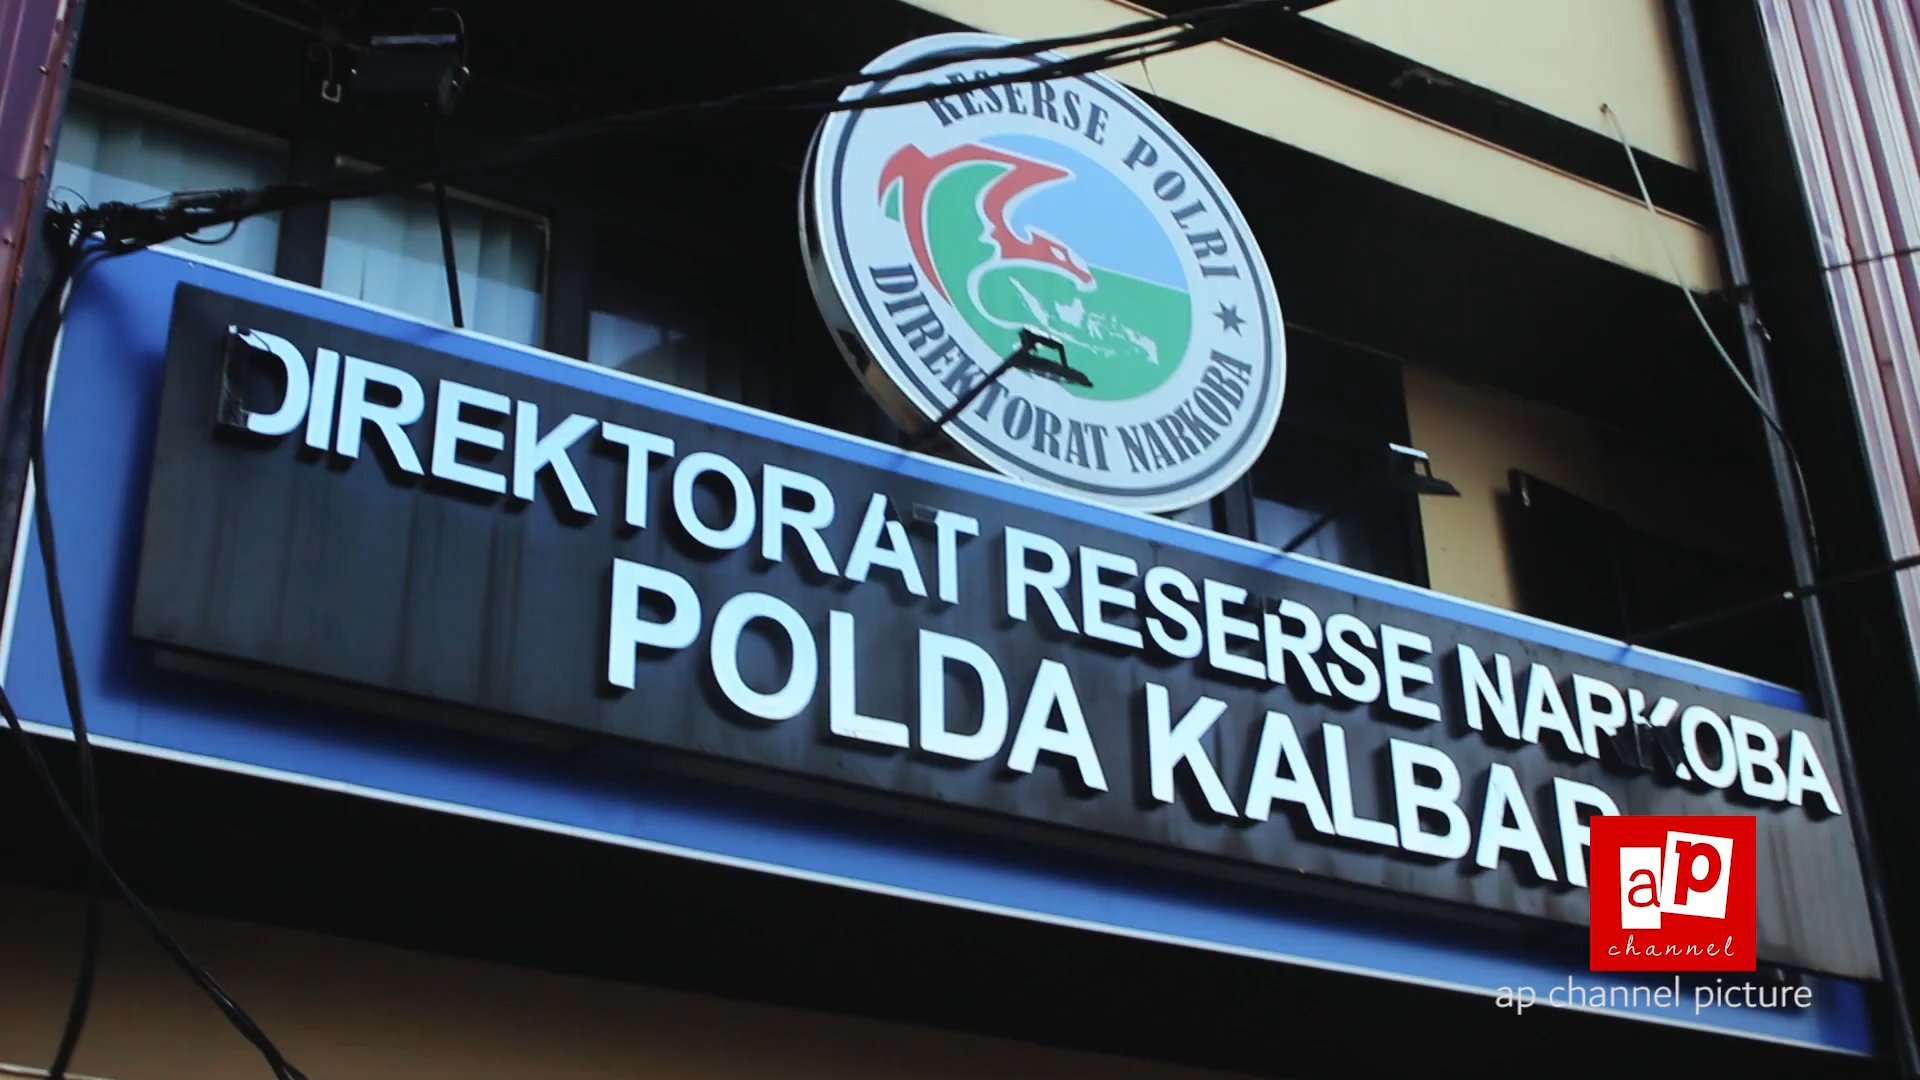 RESERSE POLRI
DIREKTORAT NARKOBA
DIREKTORAT RESERSE NARKOBA
POLDA KALBAR
ap
channel
ap channel picture